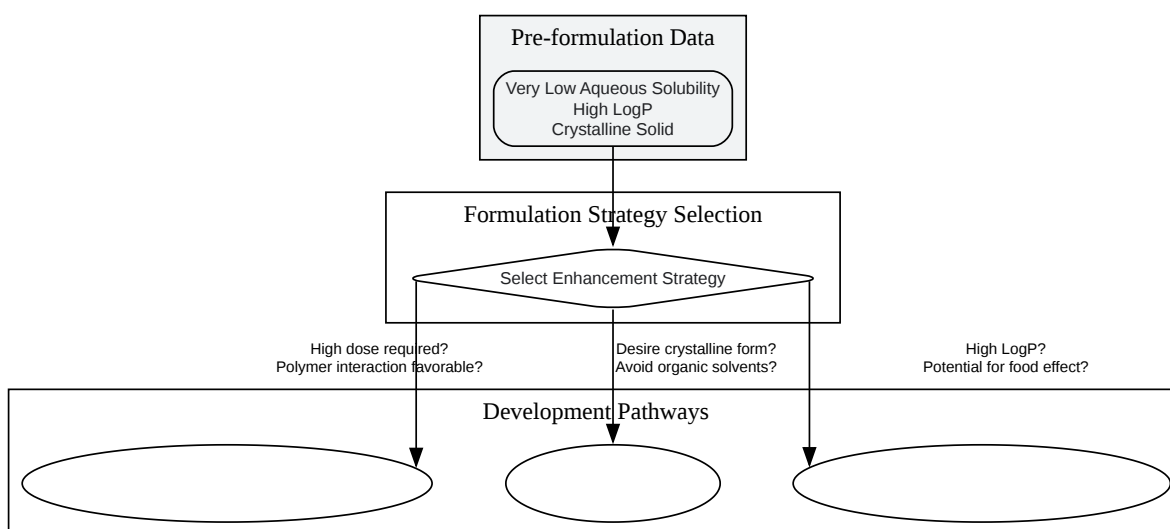 Pre-formulation Data
Very Low Aqueous Solubility
High LogP
Crystalline Solid
Formulation Strategy Selection
Select Enhancement Strategy
High dose required?
Polymer interaction favorable?
Desire crystalline form?
Avoid organic solvents?
High LogP?
Potential for food effect?
Development Pathways